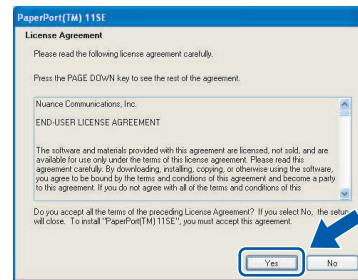 PaperPort(TM) 11SE
License Agreement
Please read the following license agreement carefully.
Press the PAGE DOWN key to see the rest of the agreement.
Nuance Communications, Inc.
END-USER LICENSE AGREEMENT
The software and materials provided with this agreement are licensed, not sold, and are
available for use only under the terms of this license agreement. Please read this
agreement carefully. By downloading, installing, copying, or otherwise using the software,
you agree to be bound by the terms and conditions of this agreement and become a party
to this agreement. If you do not agree with all of the terms and conditions of this
Do you accept all the terms of the preceding License Agreement? If you select No, the setup
will close. To install "PaperPort(TM) 11SE", you must accept this agreement.
Yes
No